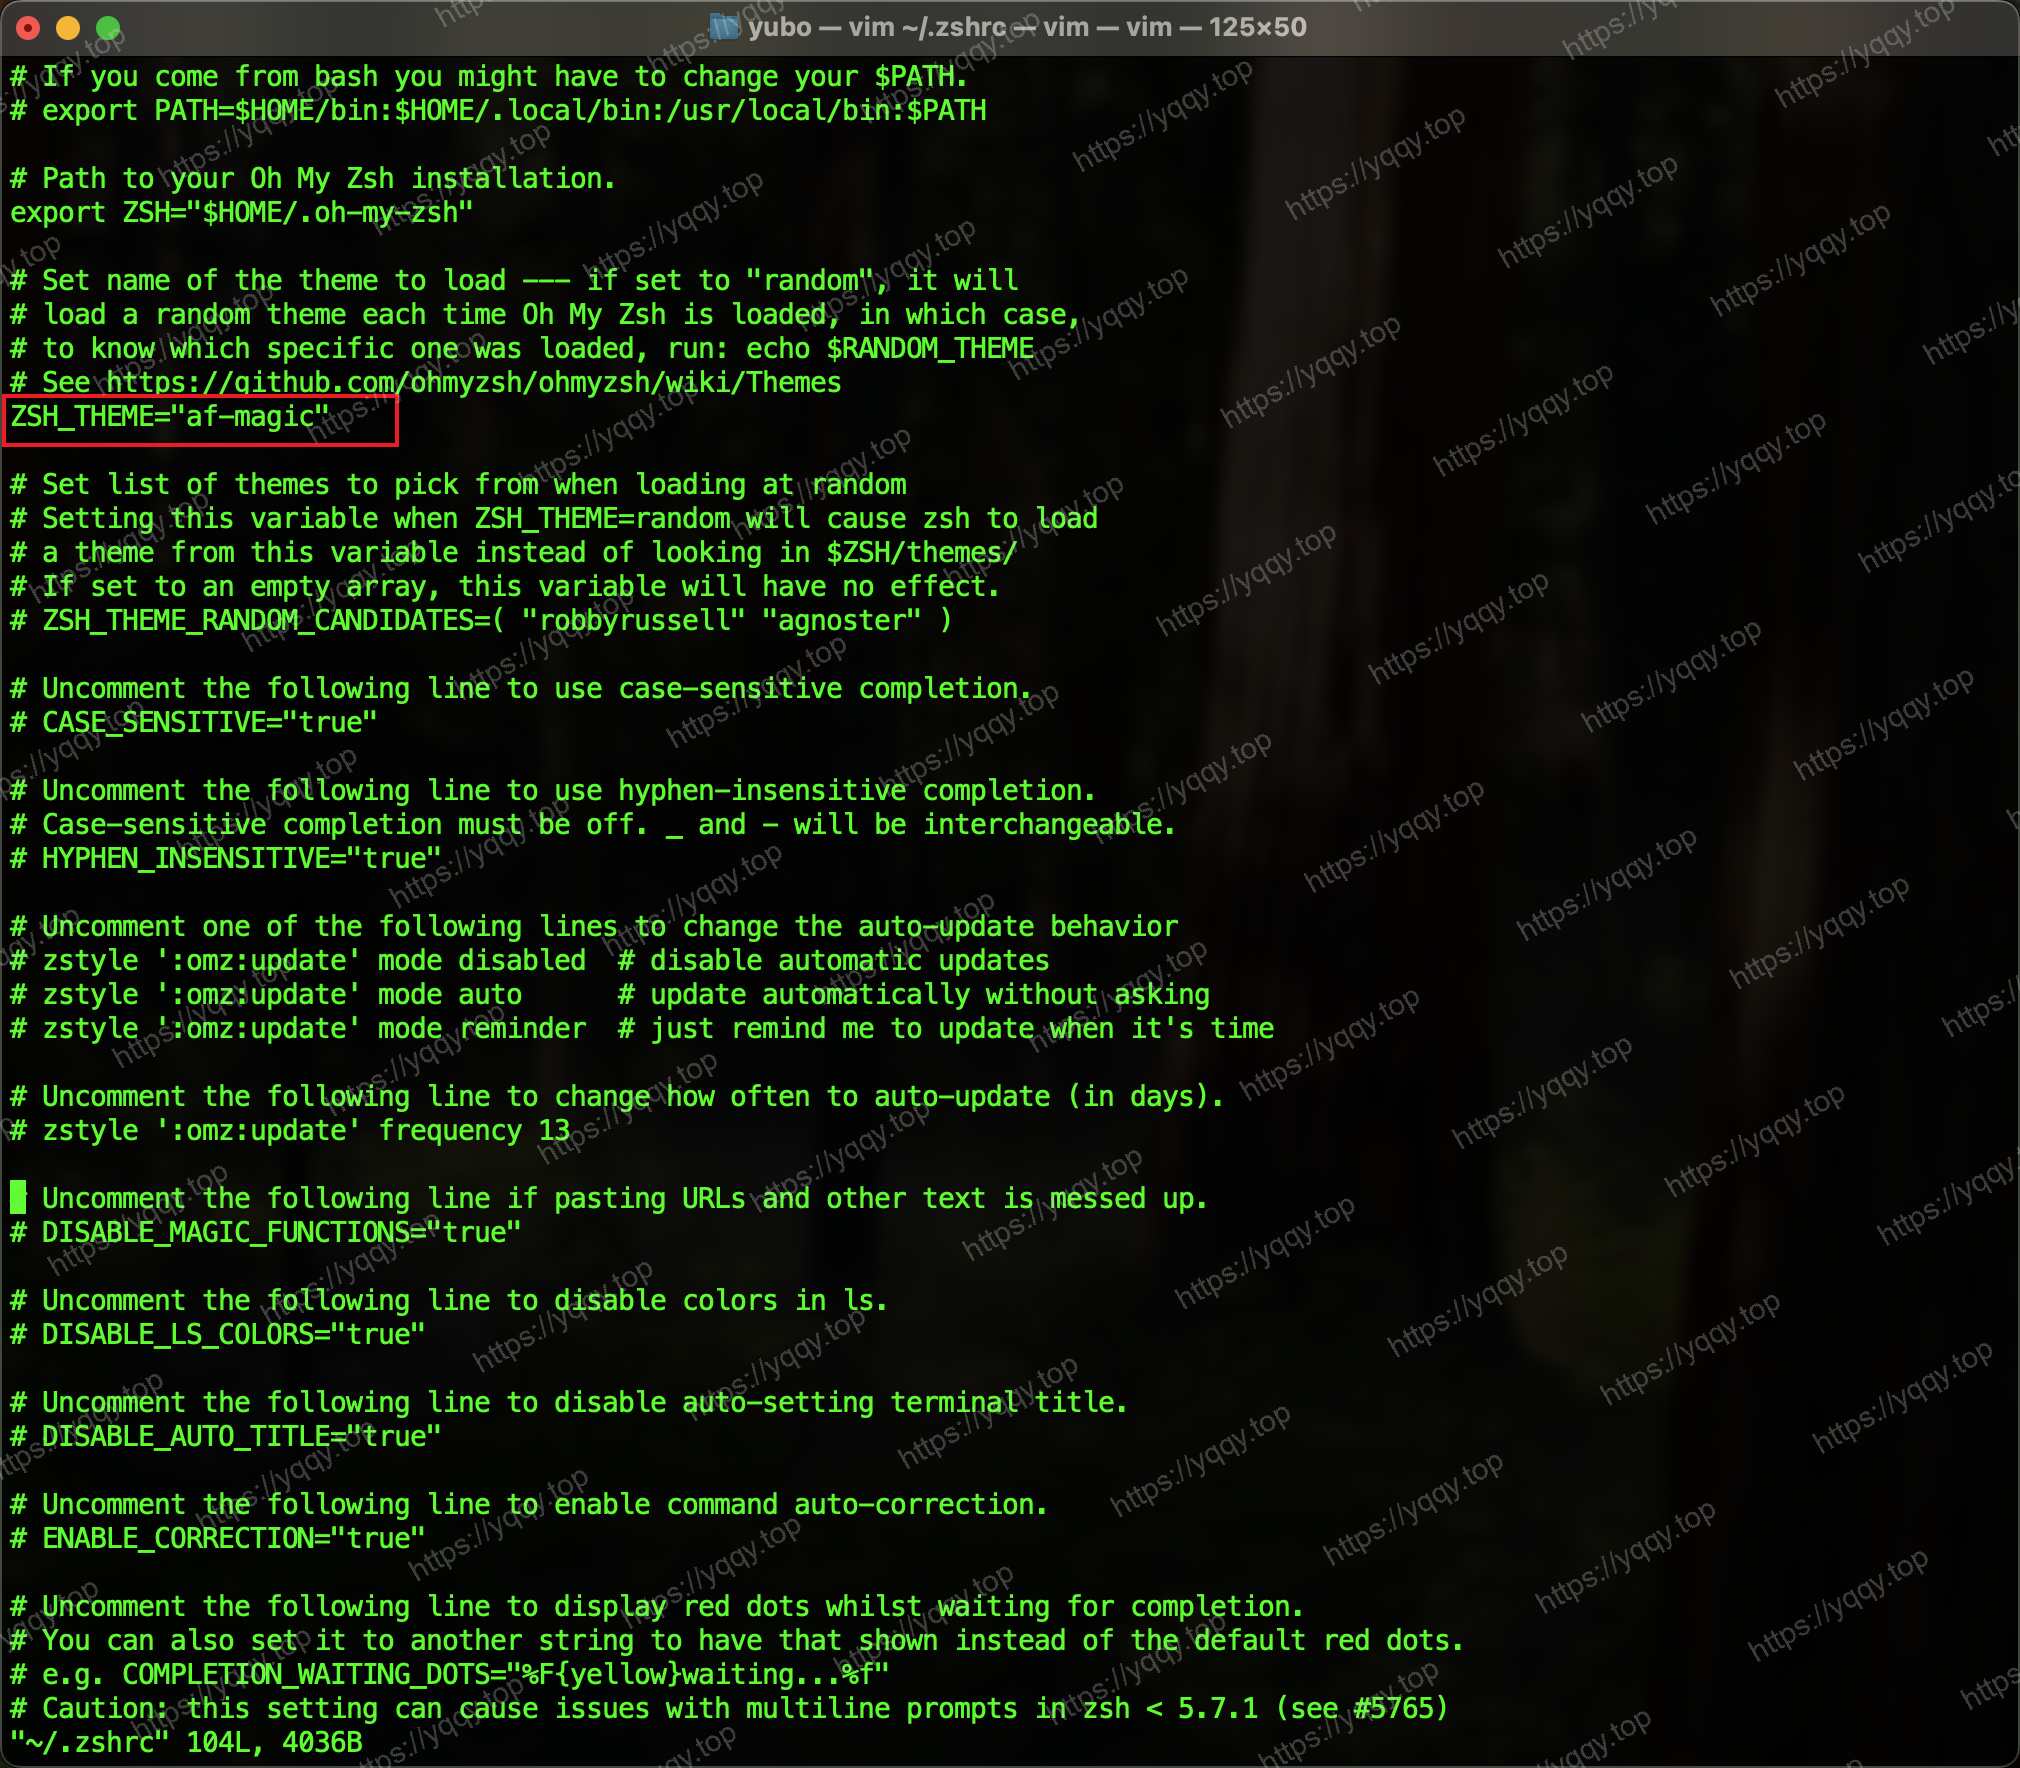 yubo — vim ~/.zshrc — vim — vim — 125×50
# If you come from bash you might have to change your $PATH.
# export PATH=$HOME/bin:$HOME/.local/bin:/usr/local/bin:$PATH
# Path to your Oh My Zsh installation.
export ZSH="$HOME/.oh-my-zsh"
# Set name of the theme to load --- if set to "random", it will
# load a random theme each time Oh My Zsh is loaded, in which case,
# to know which specific one was loaded, run: echo $RANDOM_THEME
# See https://github.com/ohmyzsh/ohmyzsh/wiki/Themes
ZSH_THEME="af-magic"
# Set list of themes to pick from when loading at random
# Setting this variable when ZSH_THEME=random will cause zsh to load
# a theme from this variable instead of looking in $ZSH/themes/
# If set to an empty array, this variable will have no effect.
# ZSH_THEME_RANDOM_CANDIDATES=( "robbyrussell" "agnoster" )
# Uncomment the following line to use case-sensitive completion.
# CASE_SENSITIVE="true"
# Uncomment the following line to use hyphen-insensitive completion.
# Case-sensitive completion must be off. _ and - will be interchangeable.
# HYPHEN_INSENSITIVE="true"
# Uncomment one of the following lines to change the auto-update behavior
# zstyle ':omz:update' mode disabled  # disable automatic updates
# zstyle ':omz:update' mode auto      # update automatically without asking
# zstyle ':omz:update' mode reminder  # just remind me to update when it's time
# Uncomment the following line to change how often to auto-update (in days).
# zstyle ':omz:update' frequency 13
Uncomment the following line if pasting URLs and other text is messed up.
# DISABLE_MAGIC_FUNCTIONS="true"
# Uncomment the following line to disable colors in ls.
# DISABLE_LS_COLORS="true"
# Uncomment the following line to disable auto-setting terminal title.
# DISABLE_AUTO_TITLE="true"
# Uncomment the following line to enable command auto-correction.
# ENABLE_CORRECTION="true"
# Uncomment the following line to display red dots whilst waiting for completion.
# You can also set it to another string to have that shown instead of the default red dots.
# e.g. COMPLETION_WAITING_DOTS="%F{yellow}waiting...%f"
# Caution: this setting can cause issues with multiline prompts in zsh < 5.7.1 (see #5765)
"~/.zshrc" 104L, 4036B
https://yqqy.top